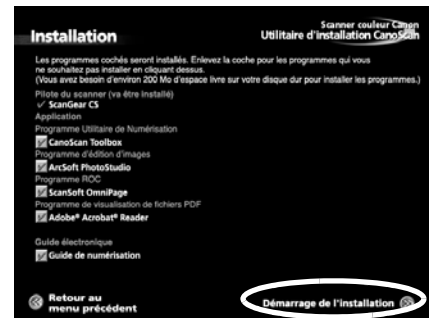 Installation
Scanner couleur Canon
Utilitaire d'installation CanoScan
Les programmes cochés seront installés. Enlevez la coche pour les programmes qui vous
ne souhaitez pas installer en cliquant dessus.
(Vous avez besoin d'environ 200 Mo d'espace livre sur votre disque dur pour installer les programmes.)
Pilote du scanner (va être installé)
ScanGear CS
Application
Programme Utilitaire de Numérisation
CanoScan Toolbox
Programme d'édition d'images
ArcSoft PhotoStudio
Programme ROC
ScanSoft OmniPage
Programme de visualisation de fichiers PDF
Adobe® Acrobat® Reader
Guide électronique
Guide de numérisation
Retour au
menu précédent
Démarrage de l'installation